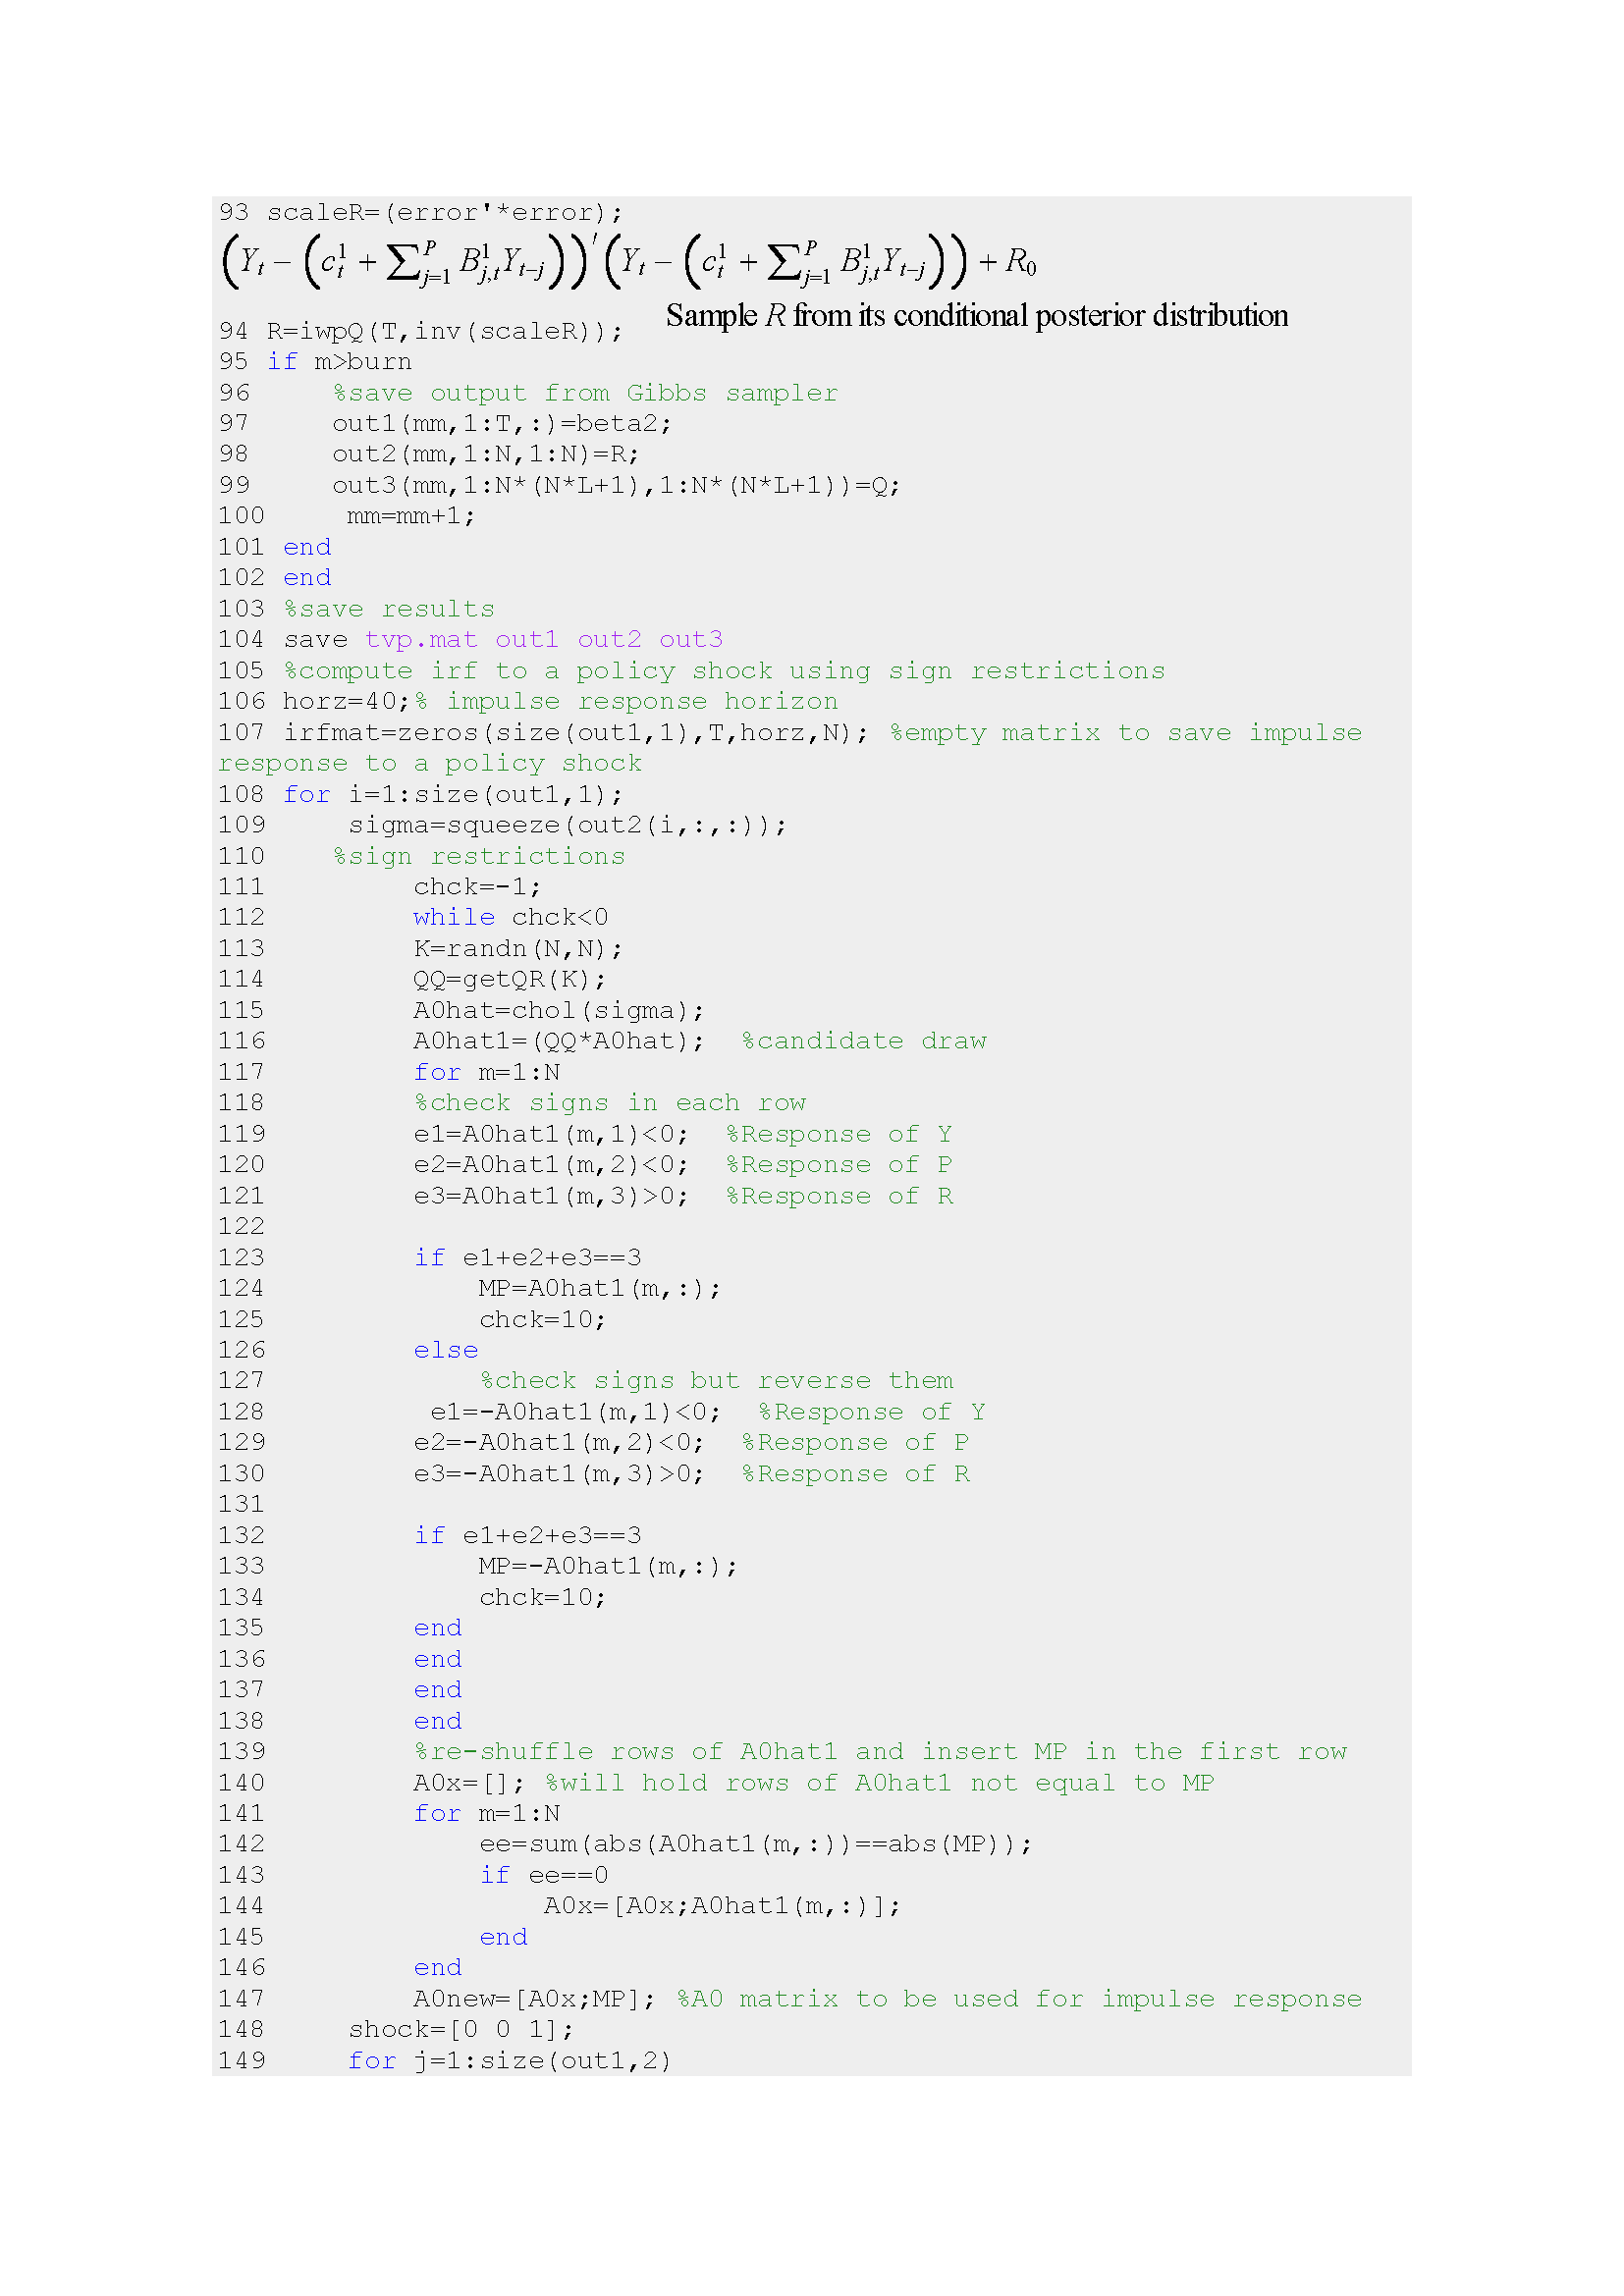 93 scaleR=(error'*error);
(Y_t − (c_t^1 + ∑_{j=1}^P B_{j,t}^1 Y_{t−j}))′ (Y_t − (c_t^1 + ∑_{j=1}^P B_{j,t}^1 Y_{t−j})) + R_0
Sample R from its conditional posterior distribution
94 R=iwpQ(T,inv(scaleR));
95 if m>burn
96     %save output from Gibbs sampler
97     out1(mm,1:T,:)=beta2;
98     out2(mm,1:N,1:N)=R;
99     out3(mm,1:N*(N*L+1),1:N*(N*L+1))=Q;
100     mm=mm+1;
101 end
102 end
103 %save results
104 save tvp.mat out1 out2 out3
105 %compute irf to a policy shock using sign restrictions
106 horz=40;% impulse response horizon
107 irfmat=zeros(size(out1,1),T,horz,N); %empty matrix to save impulse
response to a policy shock
108 for i=1:size(out1,1);
109     sigma=squeeze(out2(i,:,:));
110    %sign restrictions
111         chck=-1;
112         while chck<0
113         K=randn(N,N);
114         QQ=getQR(K);
115         A0hat=chol(sigma);
116         A0hat1=(QQ*A0hat);  %candidate draw
117         for m=1:N
118         %check signs in each row
119         e1=A0hat1(m,1)<0;  %Response of Y
120         e2=A0hat1(m,2)<0;  %Response of P
121         e3=A0hat1(m,3)>0;  %Response of R
122
123         if e1+e2+e3==3
124             MP=A0hat1(m,:);
125             chck=10;
126         else
127             %check signs but reverse them
128          e1=-A0hat1(m,1)<0;  %Response of Y
129         e2=-A0hat1(m,2)<0;  %Response of P
130         e3=-A0hat1(m,3)>0;  %Response of R
131
132         if e1+e2+e3==3
133             MP=-A0hat1(m,:);
134             chck=10;
135         end
136         end
137         end
138         end
139         %re-shuffle rows of A0hat1 and insert MP in the first row
140         A0x=[]; %will hold rows of A0hat1 not equal to MP
141         for m=1:N
142             ee=sum(abs(A0hat1(m,:))==abs(MP));
143             if ee==0
144                 A0x=[A0x;A0hat1(m,:)];
145             end
146         end
147         A0new=[A0x;MP]; %A0 matrix to be used for impulse response
148     shock=[0 0 1];
149     for j=1:size(out1,2)